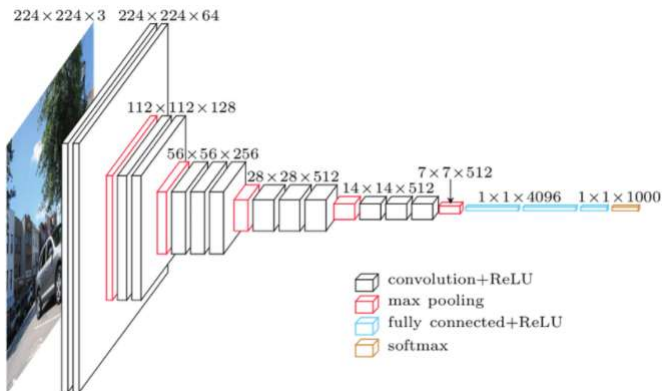 224×224×3
224×224×64
112×112×128
56×56×256
28×28×512
14×14×512
7×7×512
1×1×4096
1×1×1000
convolution+ReLU
max pooling
fully connected+ReLU
softmax